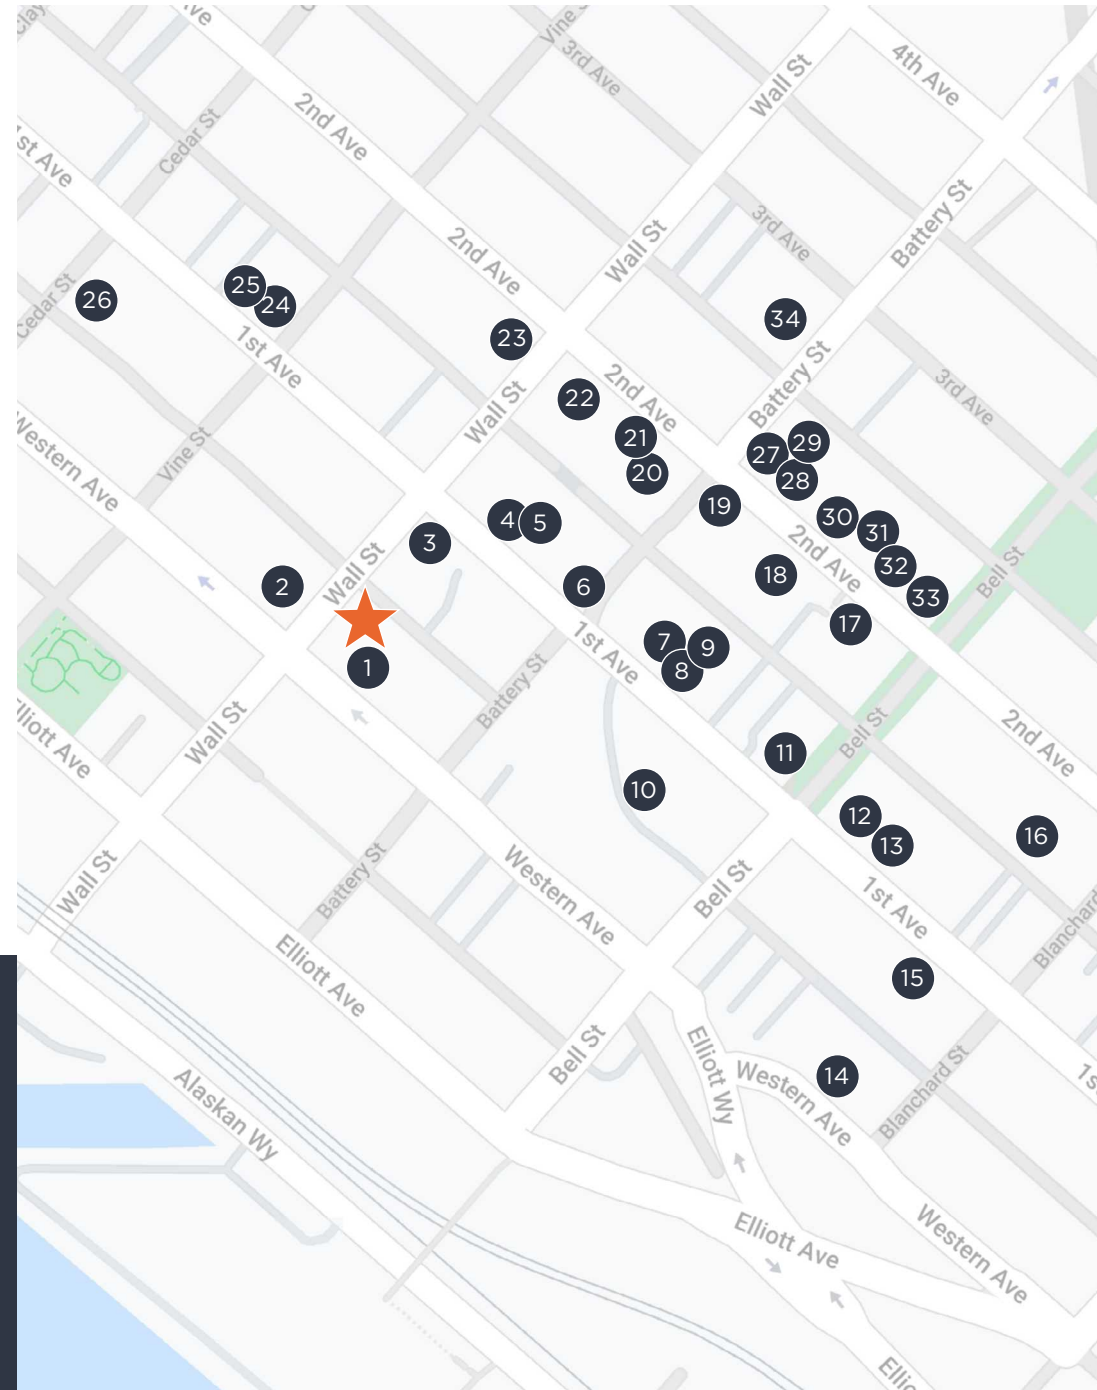 Clay
ve
Vine S
3rd Ave
4th Ave
Wall St
2nd Ave
Cedar St
1st Ave
Battery St
3rd Ave
2nd Ave
Wall St
Cedar St
26
25
24
1st Ave
23
34
Battery St
2nd Ave
3rd Ave
22
Wall St
21
20
27
29
28
Western Ave
Vine St
19
4
5
30
31
32
33
2nd Ave
Bell St
3
Wall St
2
6
18
17
1st Ave
7
8
9
1
Battery St
Elliott Ave
Wall St
Bell St
2nd Ave
11
10
12
13
16
Wall St
Battery St
Western Ave
Bell St
1st Ave
Blanchard
15
Elliott Ave
Bell St
Elliott Wy
Western Ave
14
Blanchard St
1s
Alaskan Wy
Elliott Ave
Western Ave
Ellio